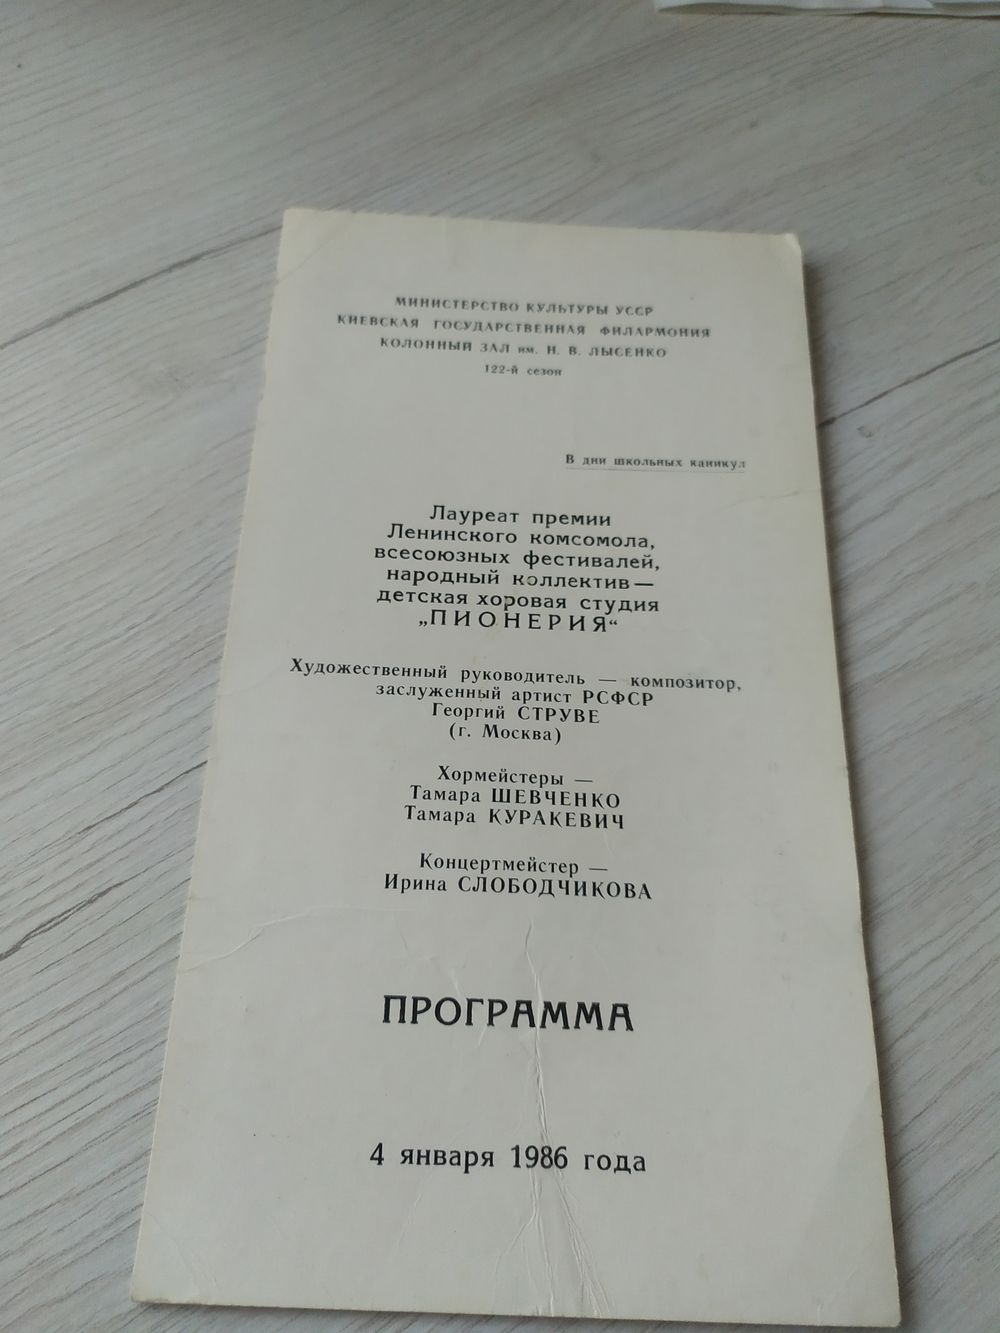 МИНИСТЕРСТВО КУЛЬТУРЫ УССР
КИЕВСКАЯ ГОСУДАРСТВЕННАЯ ФИЛАРМОНИЯ
КОЛОННЫЙ ЗАЛ им. Н. В. ЛЫСЕНКО
122-й сезон
В дни школьных каникул
Лауреат премии
Ленинского комсомола,
всесоюзных фестивалей,
народный коллектив —
детская хоровая студия
„ПИОНЕРИЯ“
Художественный руководитель — композитор,
заслуженный артист РСФСР
Георгий СТРУВЕ
(г. Москва)
Хормейстеры —
Тамара ШЕВЧЕНКО
Тамара КУРАКЕВИЧ
Концертмейстер —
Ирина СЛОБОДЧИКОВА
ПРОГРАММА
4 января 1986 года